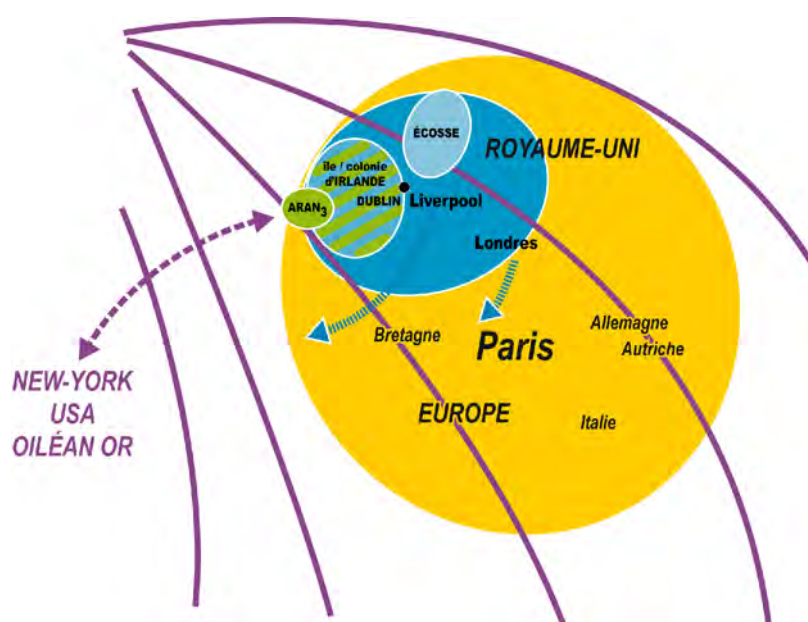 ÉCOSSE
ROYAUME-UNI
île / colonie
d'IRLANDE
DUBLIN
Liverpool
ARAN3
Londres
Bretagne
Paris
Allemagne
Autriche
NEW-YORK
USA
OILÉAN OR
EUROPE
Italie